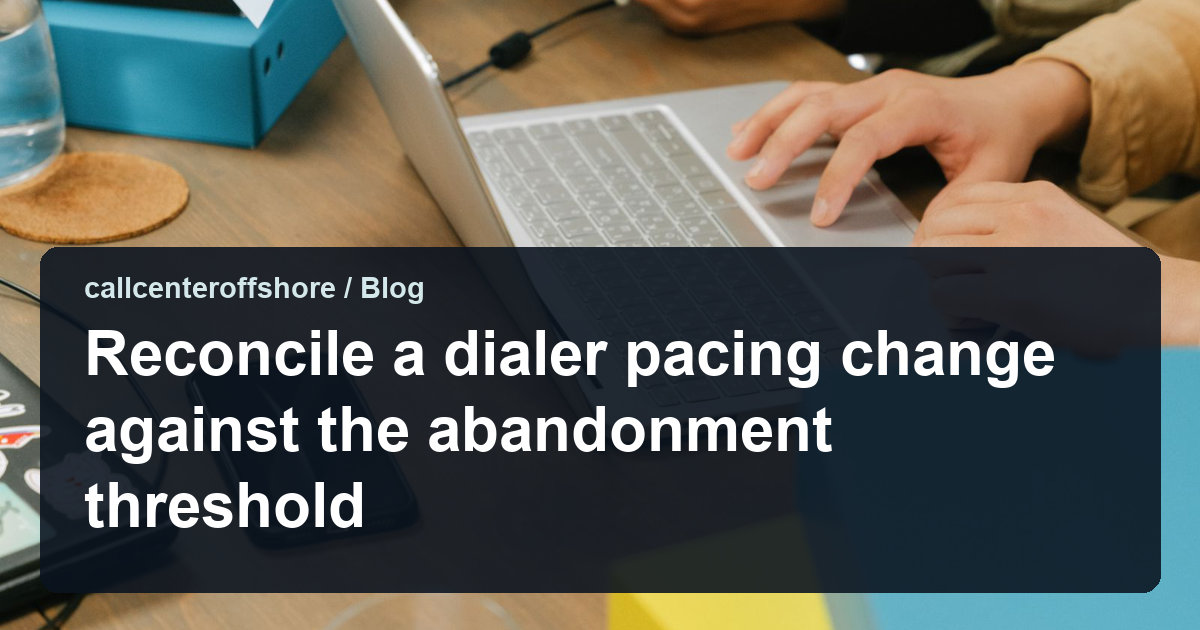 callcenteroffshore / Blog
Reconcile a dialer pacing change
against the abandonment
threshold